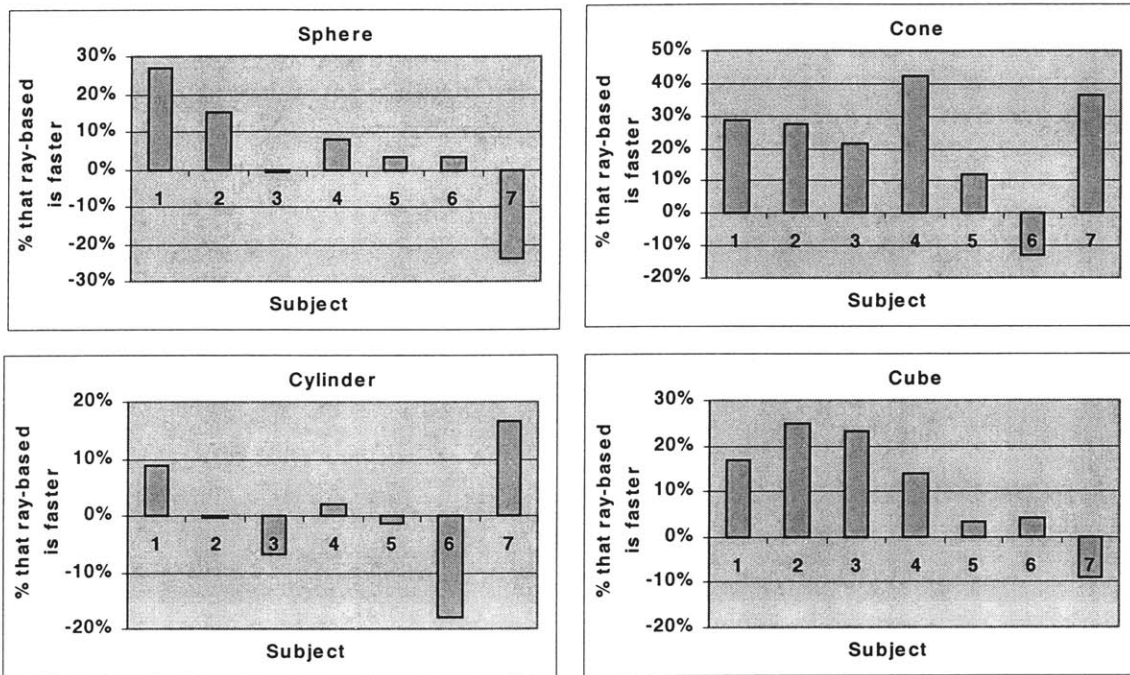 Sphere
% that ray-based
is faster
30%
20%
10%
0%
-10%
-20%
-30%
1 2 3 4 5 6 7
Subject
Cone
% that ray-based
is faster
50%
40%
30%
20%
10%
0%
-10%
-20%
1 2 3 4 5 6 7
Subject
Cylinder
% that ray-based
is faster
20%
10%
0%
-10%
-20%
1 2 3 4 5 6 7
Subject
Cube
% that ray-based
is faster
30%
20%
10%
0%
-10%
-20%
1 2 3 4 5 6 7
Subject